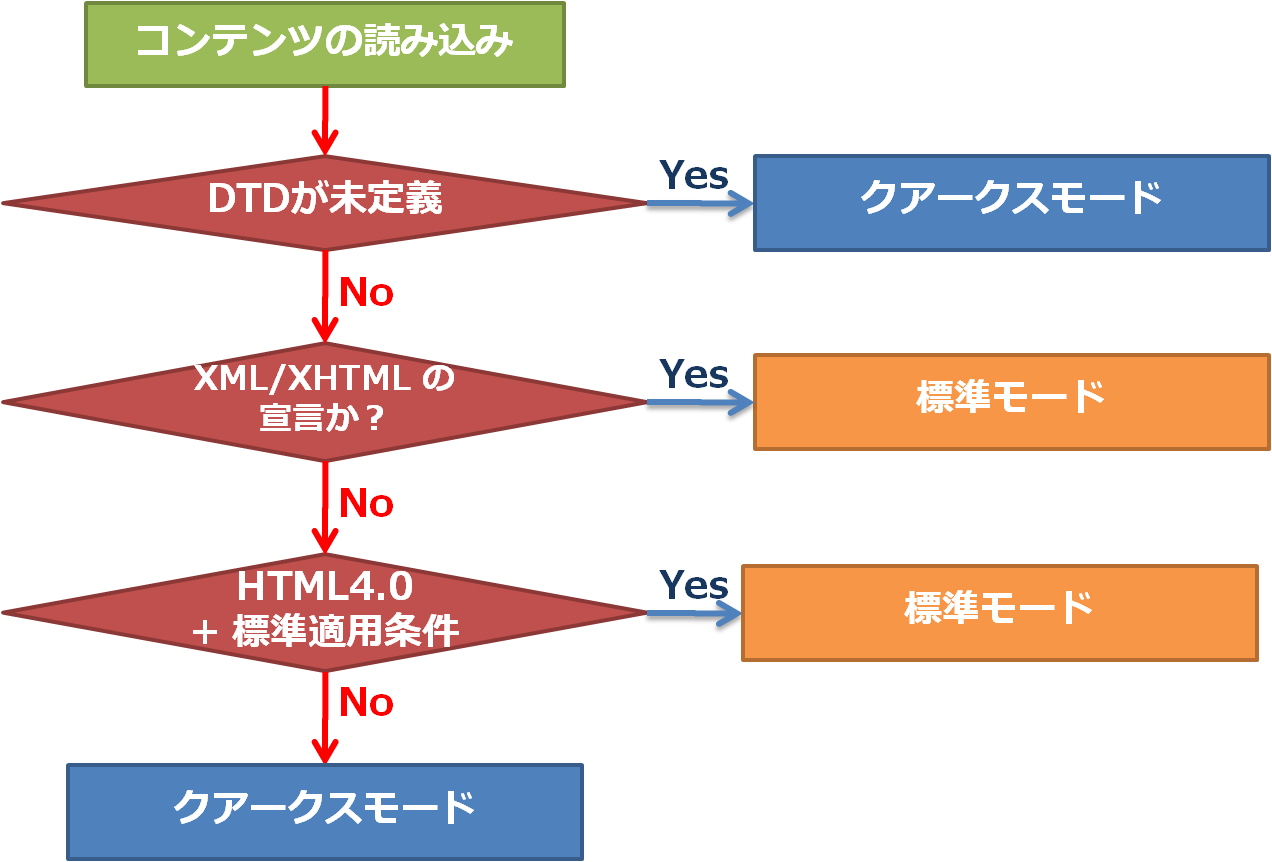 コンテンツの読み込み
DTDが未定義
Yes
クアークスモード
No
XML/XHTML の
宣言か？
Yes
標準モード
No
HTML4.0
+ 標準適用条件
Yes
標準モード
No
クアークスモード